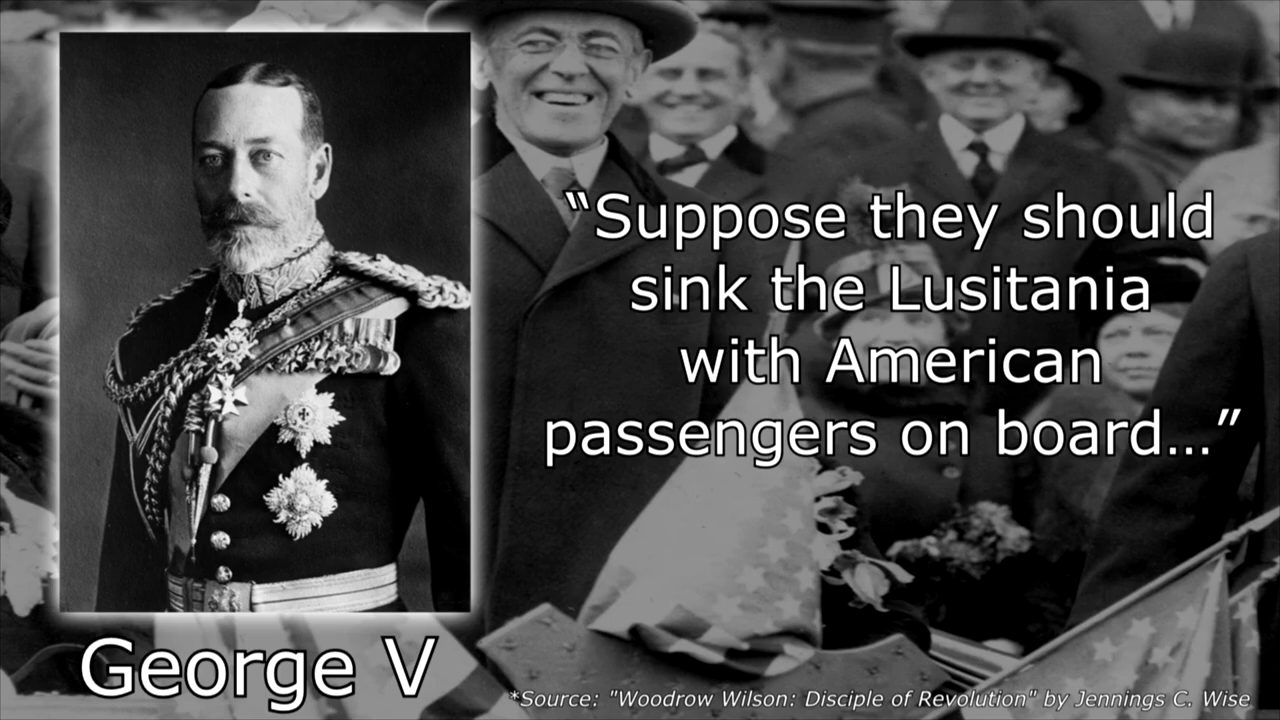 “Suppose they should
sink the Lusitania
with American
passengers on board…”
George V
*Source: "Woodrow Wilson: Disciple of Revolution" by Jennings C. Wise